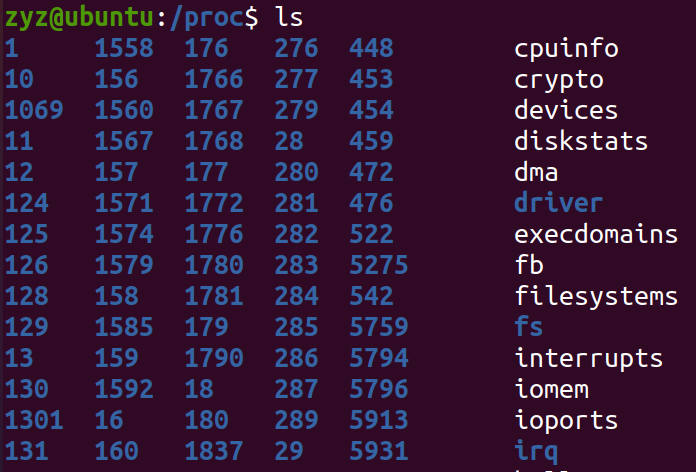 zyz@ubuntu:/proc$ ls
1 1558 176 276 448 cpuinfo
10 156 1766 277 453 crypto
1069 1560 1767 279 454 devices
11 1567 1768 28 459 diskstats
12 157 177 280 472 dma
124 1571 1772 281 476 driver
125 1574 1776 282 522 execdomains
126 1579 1780 283 5275 fb
128 158 1781 284 542 filesystems
129 1585 179 285 5759 fs
13 159 1790 286 5794 interrupts
130 1592 18 287 5796 iomem
1301 16 180 289 5913 ioports
131 160 1837 29 5931 irq